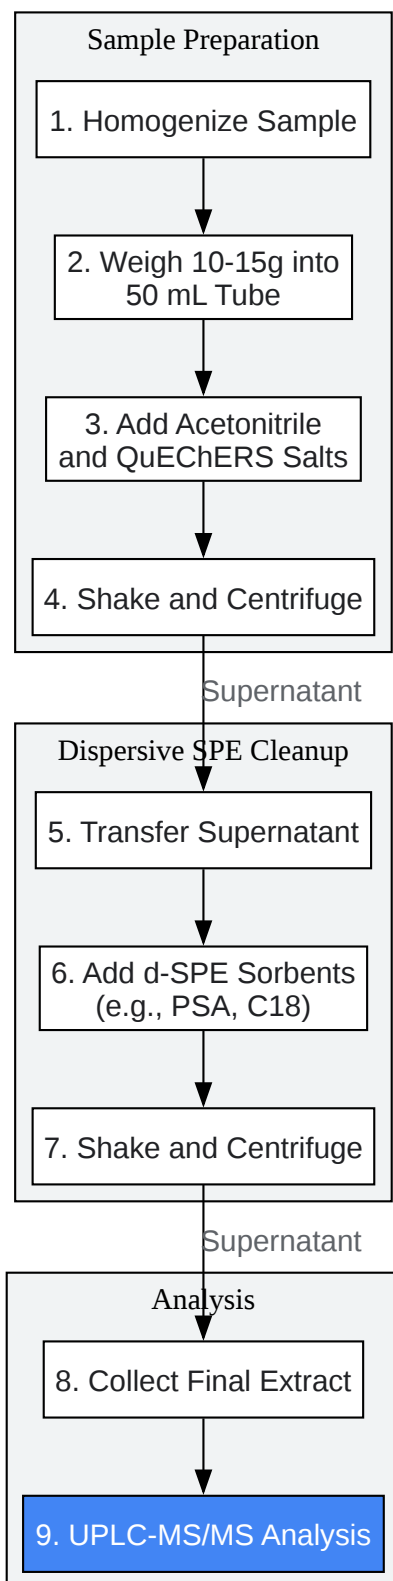 Sample Preparation
1. Homogenize Sample
2. Weigh 10-15g into
50 mL Tube
3. Add Acetonitrile
and QuEChERS Salts
4. Shake and Centrifuge
Supernatant
Dispersive SPE Cleanup
5. Transfer Supernatant
6. Add d-SPE Sorbents
(e.g., PSA, C18)
7. Shake and Centrifuge
Supernatant
Analysis
8. Collect Final Extract
9. UPLC-MS/MS Analysis